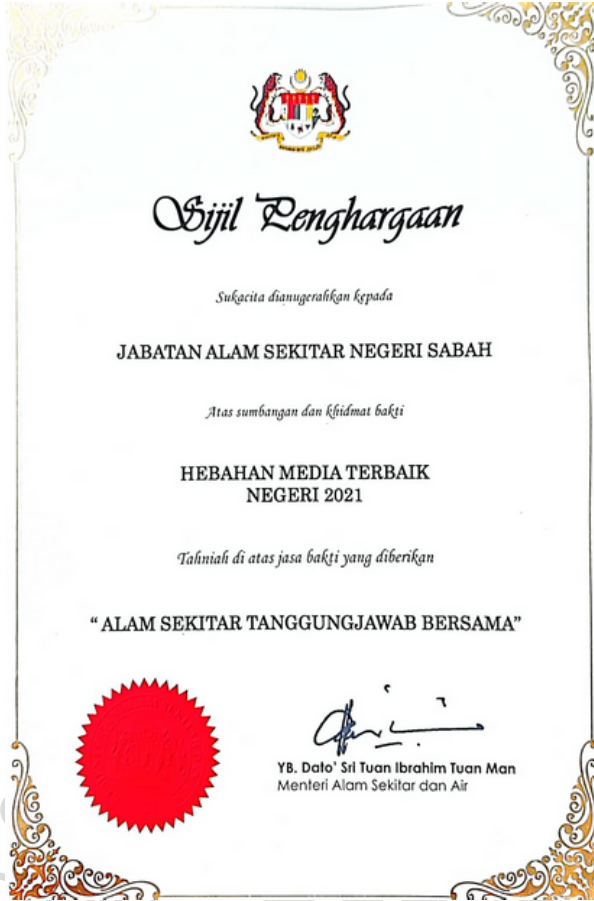 Sijil Penghargaan
Sukacita dianugerahkan kepada
JABATAN ALAM SEKITAR NEGERI SABAH
Atas sumbangan dan khidmat bakti
HEBAHAN MEDIA TERBAIK
NEGERI 2021
Tahniah di atas jasa bakti yang diberikan
“ ALAM SEKITAR TANGGUNGJAWAB BERSAMA”
YB. Dato' Sri Tuan Ibrahim Tuan Man
Menteri Alam Sekitar dan Air